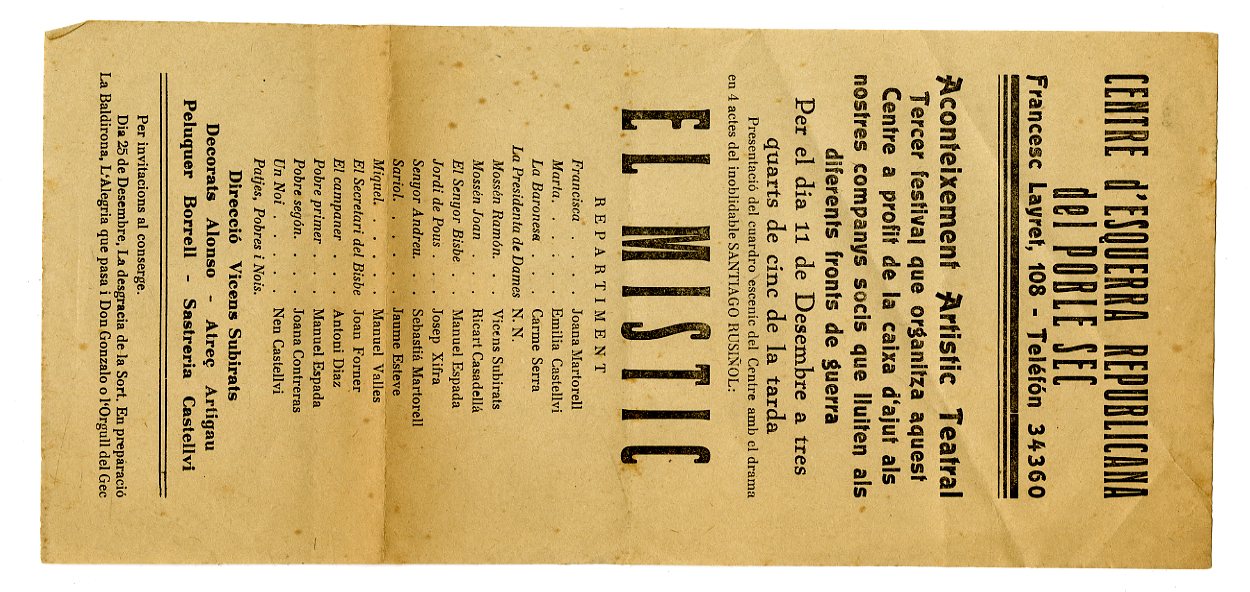 CENTRE d'ESQUERRA REPUBLICANA
del POBLE SEC
Francesc Layret, 108 - Teléfón 34360
Aconteixement Artistic Teatral
Tercer festival que organitza aquest
Centre a profit de la caixa d'ajut als
nostres companys socis que lluiten als
diferents fronts de guerra
Per el dia 11 de Desembre a tres
quarts de cinc de la tarda
Presentació del cuardro escenic del Centre amb el drama
en 4 actes del inoblidable SANTIAGO RUSIÑOL:
EL MISTIC
REPARTIMENT
Francisca . . . . Joana Martorell
Marta. . . . . . Emilia Castellvi
La Baronesa . . . Carme Serra
La Presidenta de Dames N. N.
Mossén Ramón. . . Vicens Subirats
Mossén Joan . . . Ricart Casadellá
El Senyor Bisbe . . Manuel Espada
Jordi de Pous . . . Josep Xifra
Senyor Andreu. . . Sebastiá Martorell
Sariol. . . . . . Jaume Esteve
Miquel. . . . . . Manuel Valles
El Secretari del Bisbe Joan Forner
El campaner . . . Antoni Diaz
Pobre primer . . . Manuel Espada
Pobre segón. . . . Joana Contreras
Un Noi . . . . . Nen Castellvi
Patjes, Pobres i Nois.
Direcció Vicens Subirats
Decorats Alonso - Atreç Artigau
Peluquer Borrell - Sastreria Castellvi
Per invitacions al conserge.
Dia 25 de Desembre, La desgracia de la Sort. En preparació
La Baldirona, L'Alegria que pasa i Don Gonzalo o l'Orgull del Gec